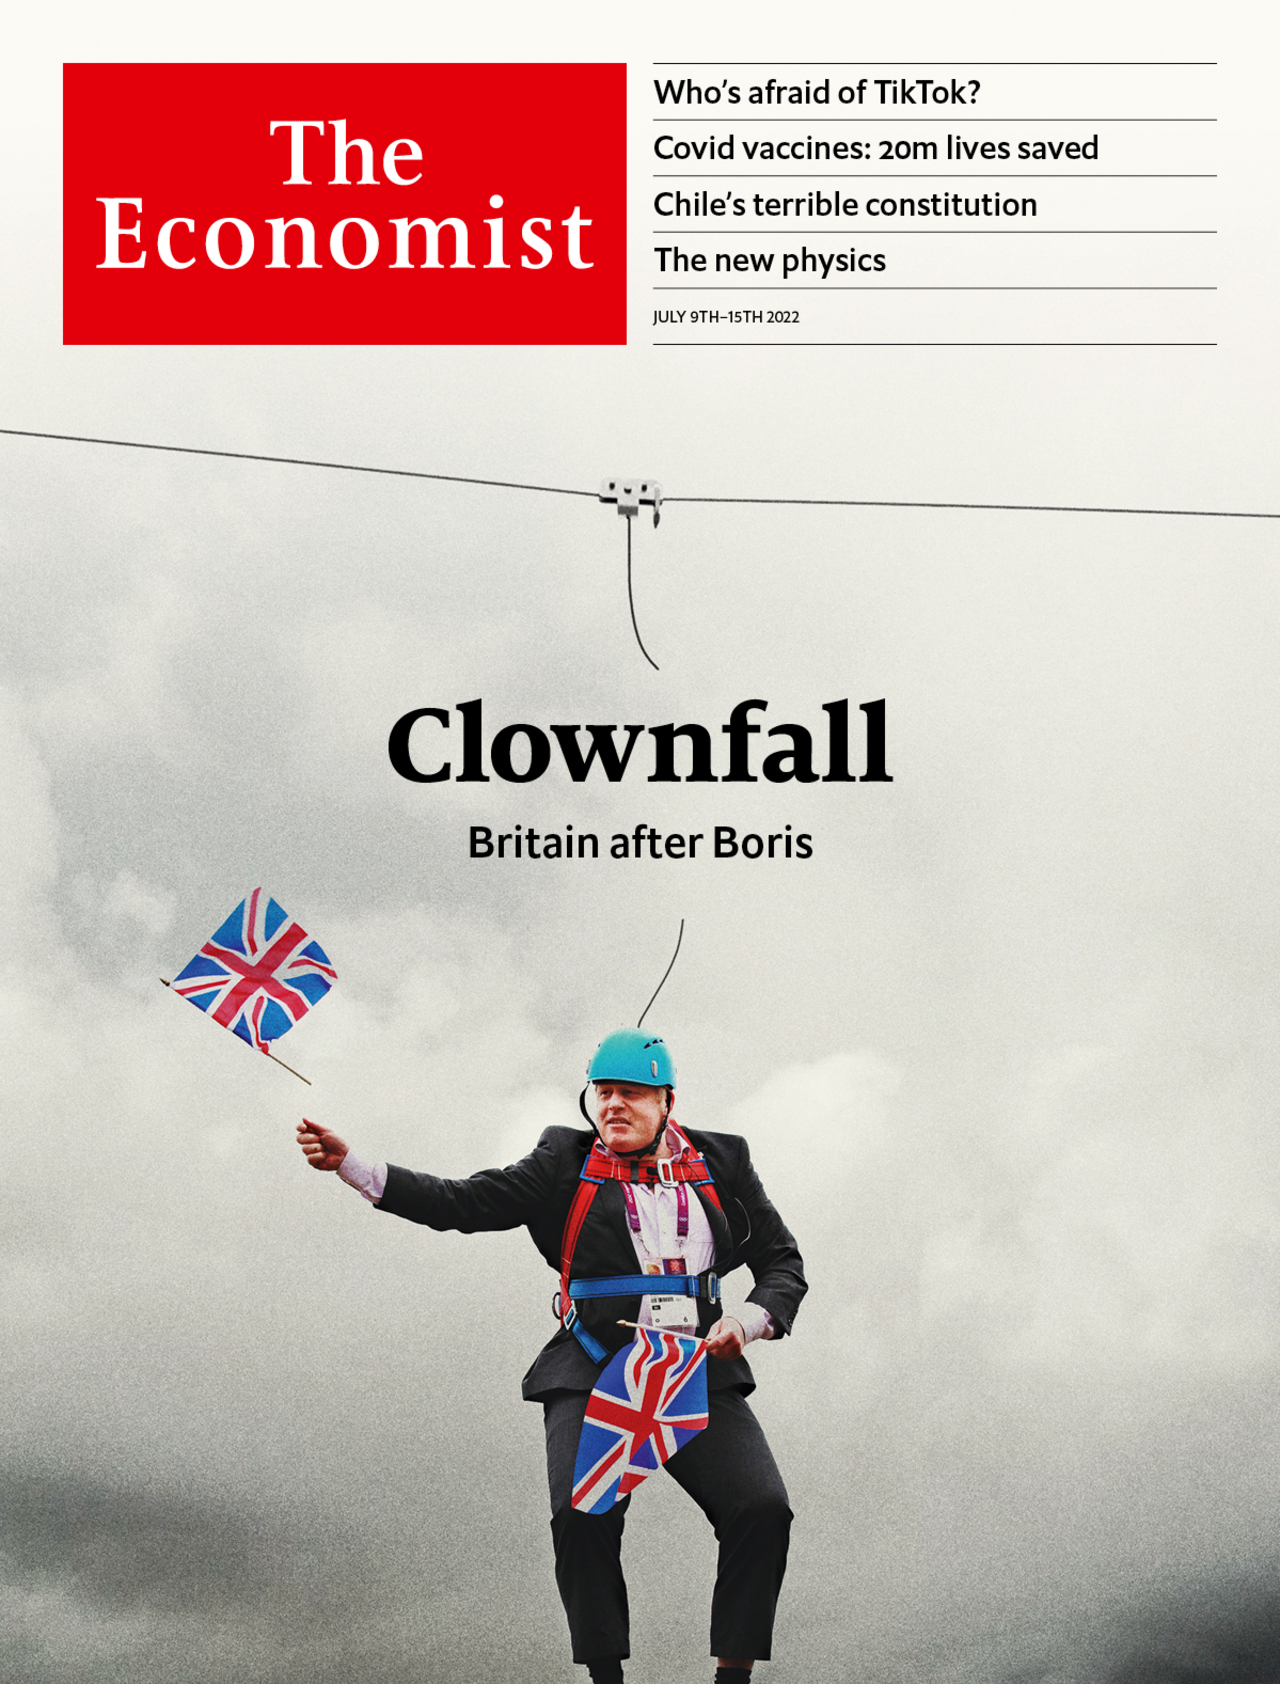 The
Economist
Who's afraid of TikTok?
Covid vaccines: 20m lives saved
Chile's terrible constitution
The new physics
JULY 9TH–15TH 2022
Clownfall
Britain after Boris